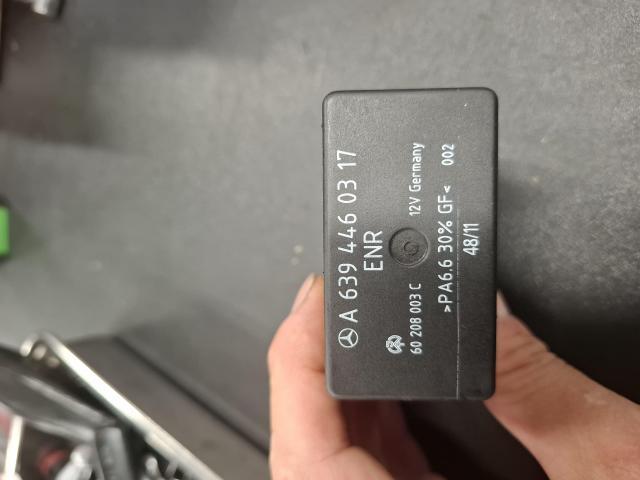 A 639 446 03 17
ENR
60 208 003 C 12V Germany
>PA6.6 30% GF< 002
48/11